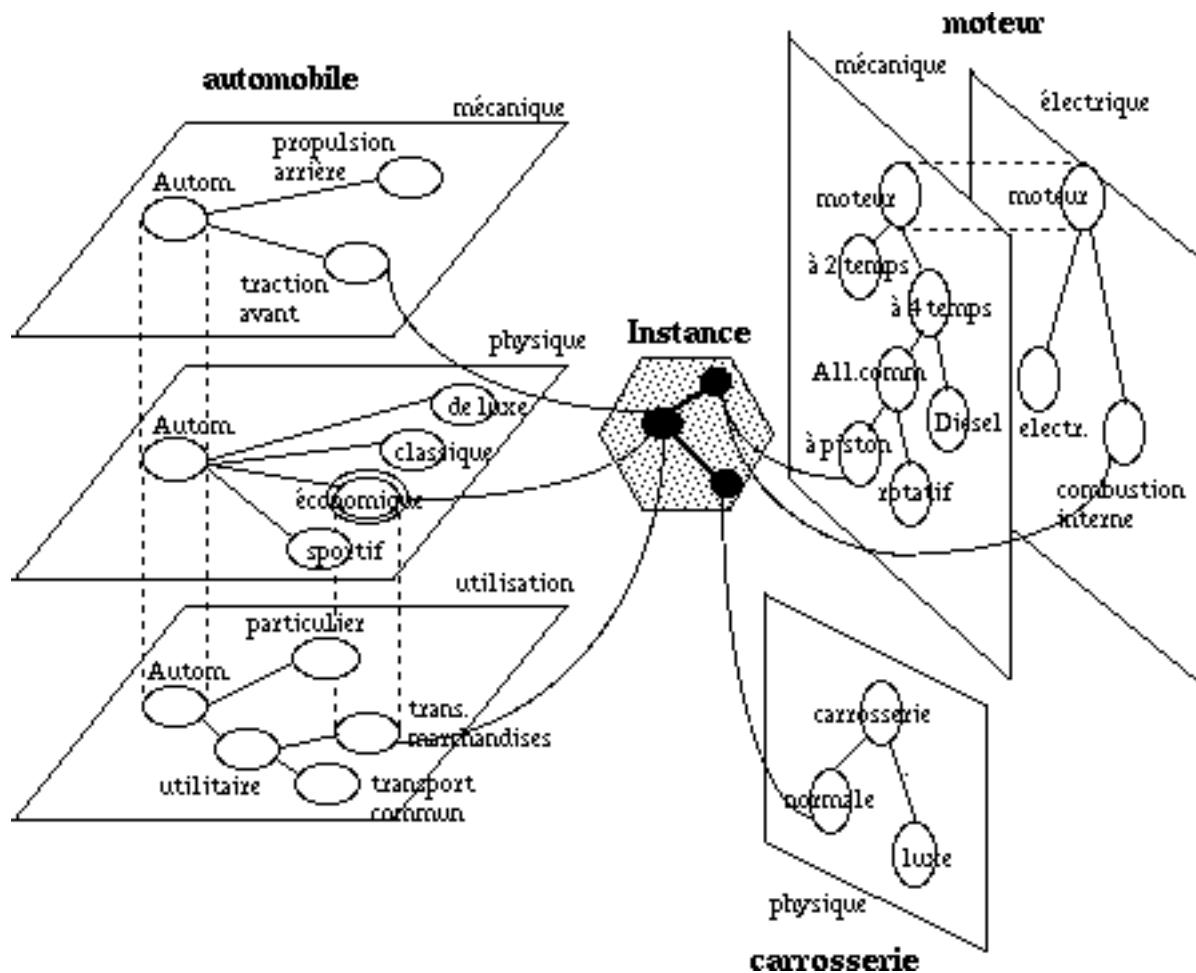 automobile
mécanique
propulsion
arrière
Autom.
traction
avant
physique
de luxe
Autom.
classique
économique
sportif
utilisation
particulier
Autom.
trans.
marchandises
utilitaire
transport
commun
Instance
moteur
mécanique
électrique
moteur
moteur
à 2 temps
à 4 temps
All.comm
Diésel
electr.
à piston
rotatif
combustion
interne
carrosserie
normale
luxe
physique
carrosserie